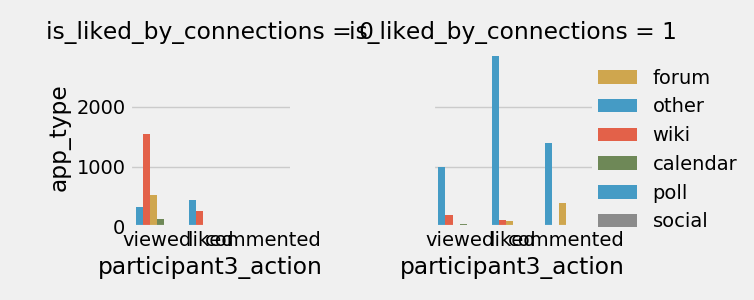 is_liked_by_connections = 0
is_liked_by_connections = 1
app_type
2000
1000
0
viewed
liked
commented
participant3_action
viewed
liked
commented
participant3_action
forum
other
wiki
calendar
poll
social